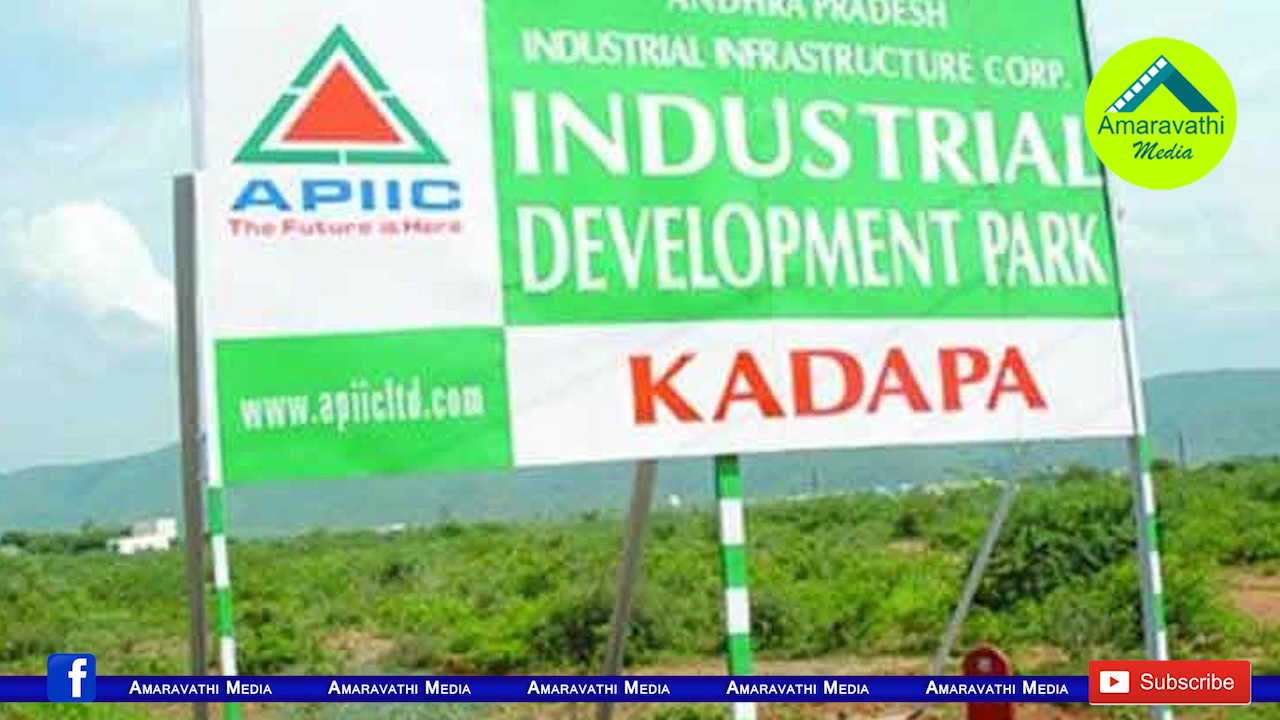 ANDHRA PRADESH
INDUSTRIAL INFRASTRUCTURE CORP.
INDUSTRIAL
DEVELOPMENT PARK
APIIC
The Future is Here
www.apiicltd.com
KADAPA
Amaravathi
Media
f
AMARAVATHI MEDIA AMARAVATHI MEDIA AMARAVATHI MEDIA AMARAVATHI MEDIA AMARAVATHI MEDIA
Subscribe